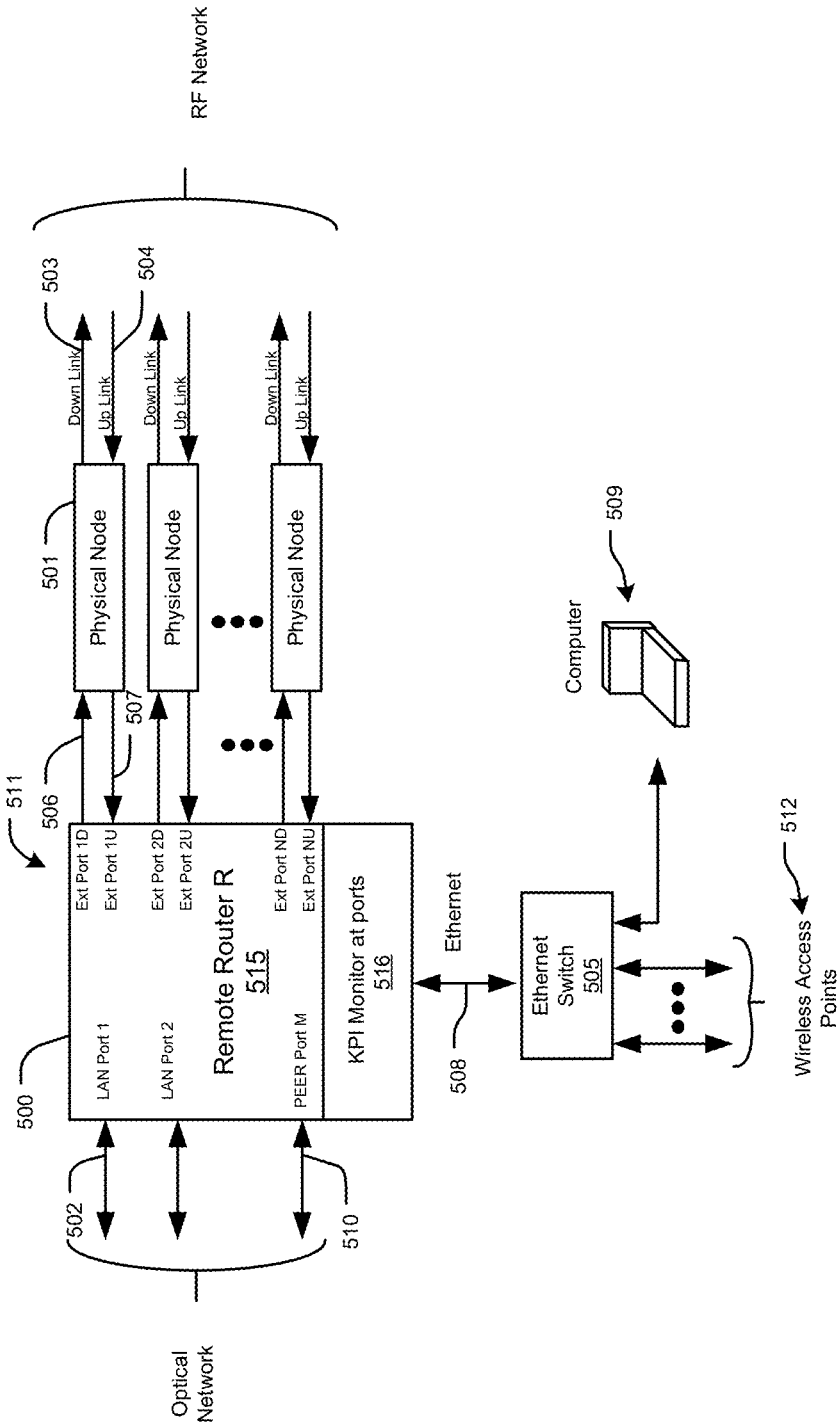 511
500
502
Optical
Network
510
LAN Port 1
LAN Port 2
PEER Port M
Remote Router R
515
KPI Monitor at ports
516
Ext Port 1D
Ext Port 1U
Ext Port 2D
Ext Port 2U
Ext Port ND
Ext Port NU
506
507
501
Physical Node
Physical Node
Physical Node
Down Link
Up Link
Down Link
Up Link
Down Link
Up Link
503
504
RF Network
Ethernet
508
Ethernet
Switch
505
Computer
509
512
Wireless Access
Points